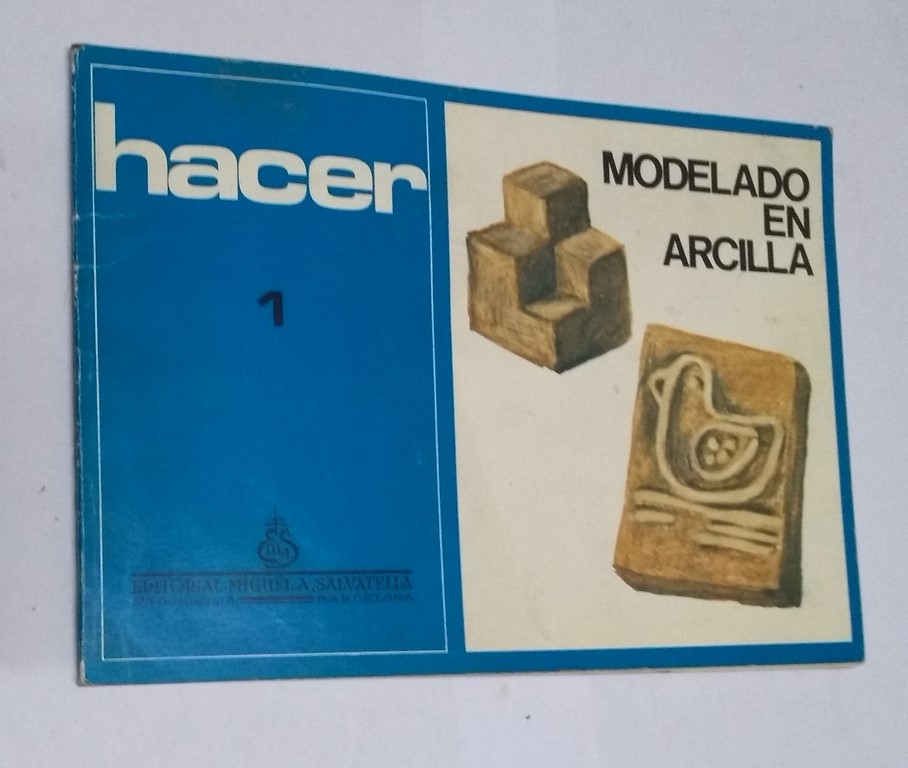 hacer
1
EDITORIAL MIGUEL A. SALVATELLA
BARCELONA
MODELADO
EN
ARCILLA